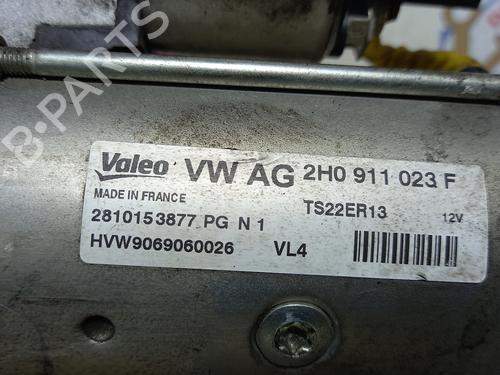 B-PARTS
Valeo VW AG 2H0 911 023 F
MADE IN FRANCE TS22ER13 12V
2810153877 PG N 1
HVW9069060026 VL4